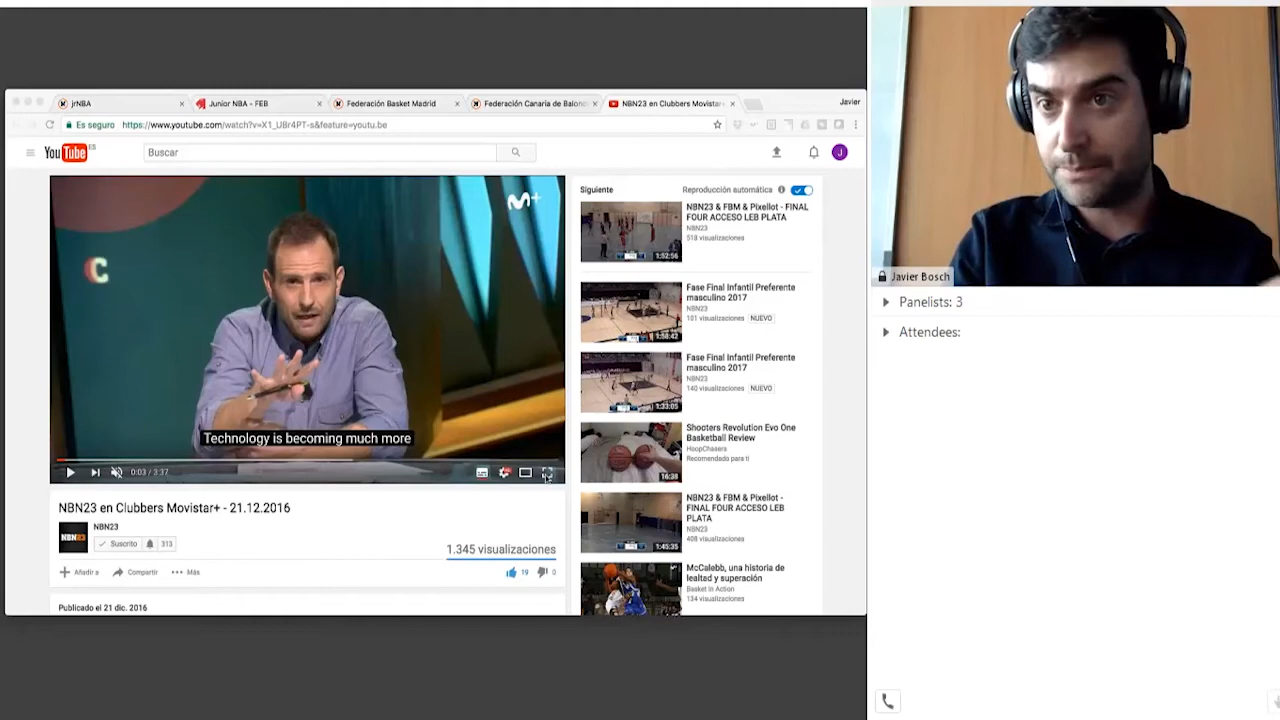 jrNBA
Junior NBA - FEB
Federación Basket Madrid
Federación Canaria de Balonc
NBN23 en Clubbers Movistar
Javier
Es seguro
https://www.youtube.com/watch?v=X1_UBr4PT-s&feature=youtu.be
YouTube ES
Buscar
J
M+
C
Technology is becoming much more
0:03 / 3:37
NBN23 en Clubbers Movistar+ - 21.12.2016
NBN23
NBN23
Suscrito
313
1.345 visualizaciones
Añadir a
Compartir
Más
19
0
Publicado el 21 dic. 2016
Siguiente
Reproducción automática
NBN23 & FBM & Pixellot - FINAL
FOUR ACCESO LEB PLATA
NBN23
518 visualizaciones
1:52:56
Fase Final Infantil Preferente
masculino 2017
NBN23
101 visualizaciones NUEVO
1:58:42
Fase Final Infantil Preferente
masculino 2017
NBN23
140 visualizaciones NUEVO
1:33:05
Shooters Revolution Evo One
Basketball Review
HoopChasers
Recomendado para ti
16:38
NBN23 & FBM & Pixellot -
FINAL FOUR ACCESO LEB
PLATA
NBN23
408 visualizaciones
1:45:35
McCalebb, una historia de
lealtad y superación
Basket in Action
134 visualizaciones
Javier Bosch
Panelists: 3
Attendees: